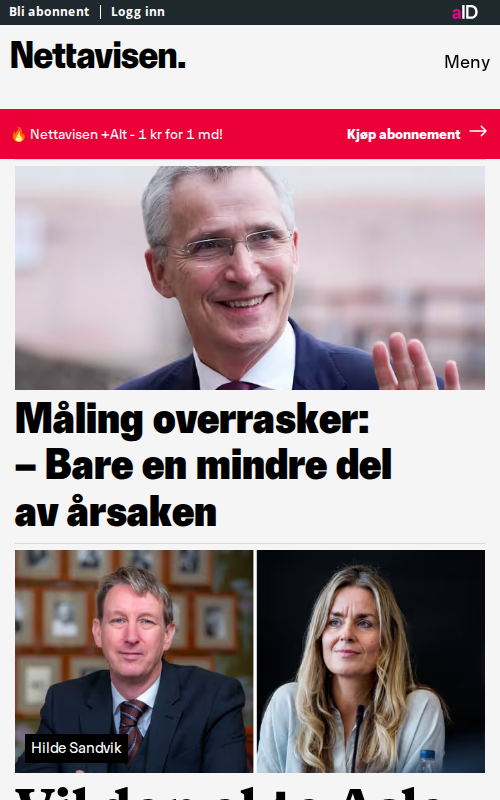 Bli abonnent
Logg inn
aID
Nettavisen.
Meny
Nettavisen +Alt - 1 kr for 1 md!
Kjøp abonnement →
Måling overrasker:
– Bare en mindre del
av årsaken
Hilde Sandvik